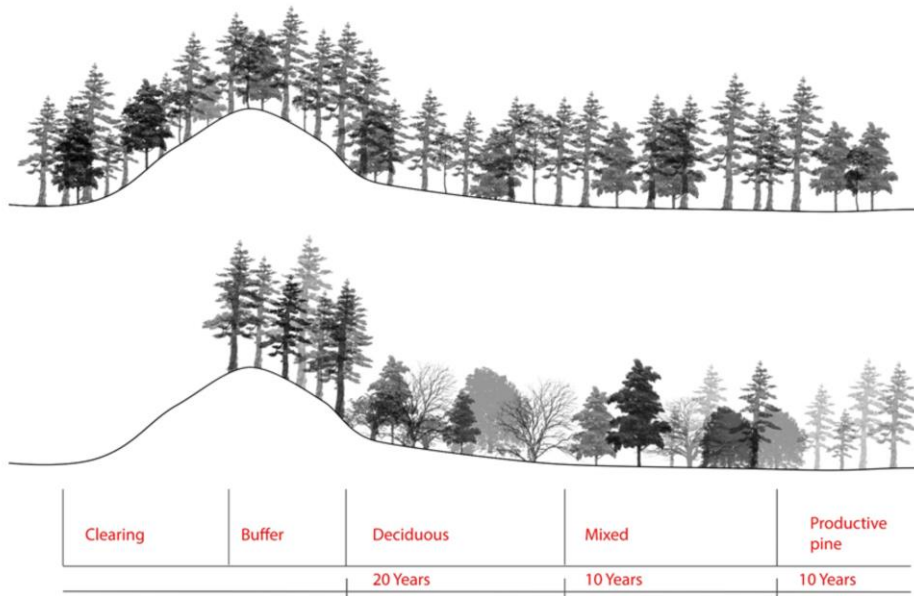 Clearing
Buffer
Deciduous
Mixed
Productive
pine
20 Years
10 Years
10 Years